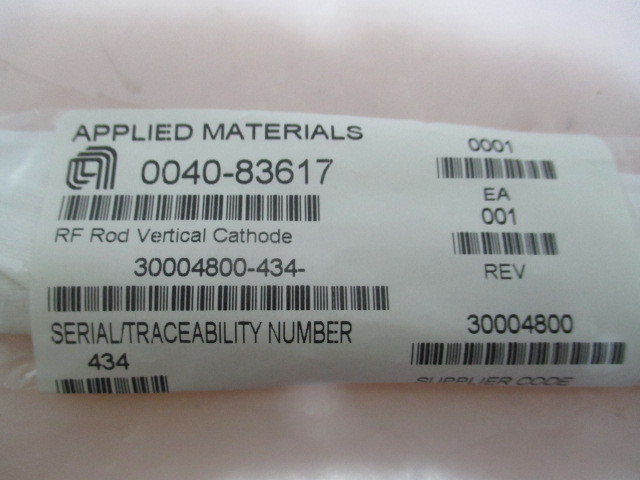 APPLIED MATERIALS
0040-83617
RF Rod Vertical Cathode
30004800-434-
SERIAL/TRACEABILITY NUMBER
434
0001
EA
001
REV
30004800
SUPPLIER CODE